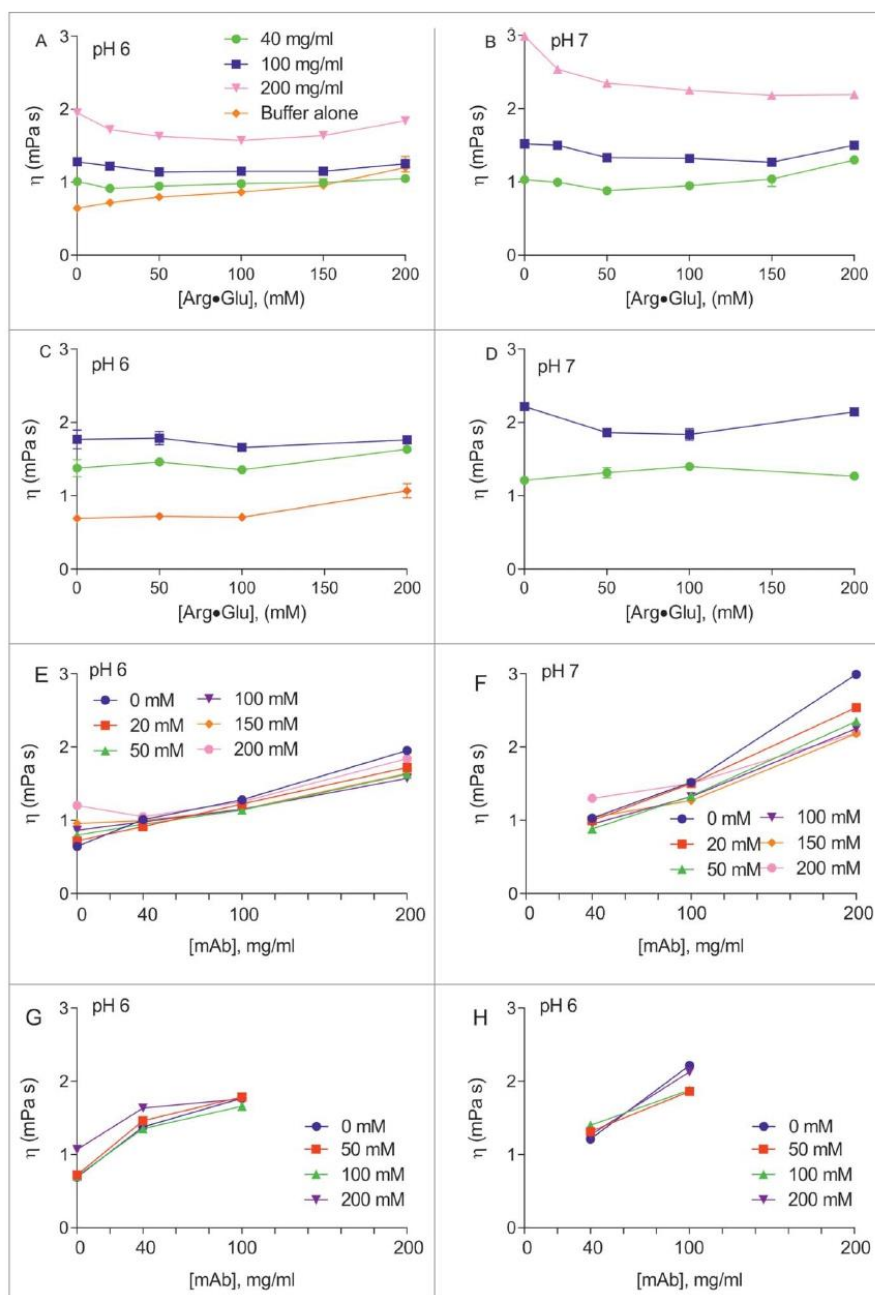 A
pH 6
40 mg/ml
100 mg/ml
200 mg/ml
Buffer alone
η (mPa s)
3
2
1
0
0 50 100 150 200
[Arg•Glu], (mM)
B
pH 7
η (mPa s)
3
2
1
0
0 50 100 150 200
[Arg•Glu], (mM)
C
pH 6
η (mPa s)
3
2
1
0
0 50 100 150 200
[Arg•Glu], (mM)
D
pH 7
η (mPa s)
3
2
1
0
0 50 100 150 200
[Arg•Glu], (mM)
E
pH 6
0 mM 100 mM
20 mM 150 mM
50 mM 200 mM
η (mPa s)
3
2
1
0
0 40 100 200
[mAb], mg/ml
F
pH 7
η (mPa s)
3
2
1
0
0 mM 100 mM
20 mM 150 mM
50 mM 200 mM
0 40 100 200
[mAb], mg/ml
G
pH 6
η (mPa s)
3
2
1
0
0 mM
50 mM
100 mM
200 mM
0 40 100 200
[mAb], mg/ml
H
pH 6
η (mPa s)
3
2
1
0
0 mM
50 mM
100 mM
200 mM
0 40 100 200
[mAb], mg/ml